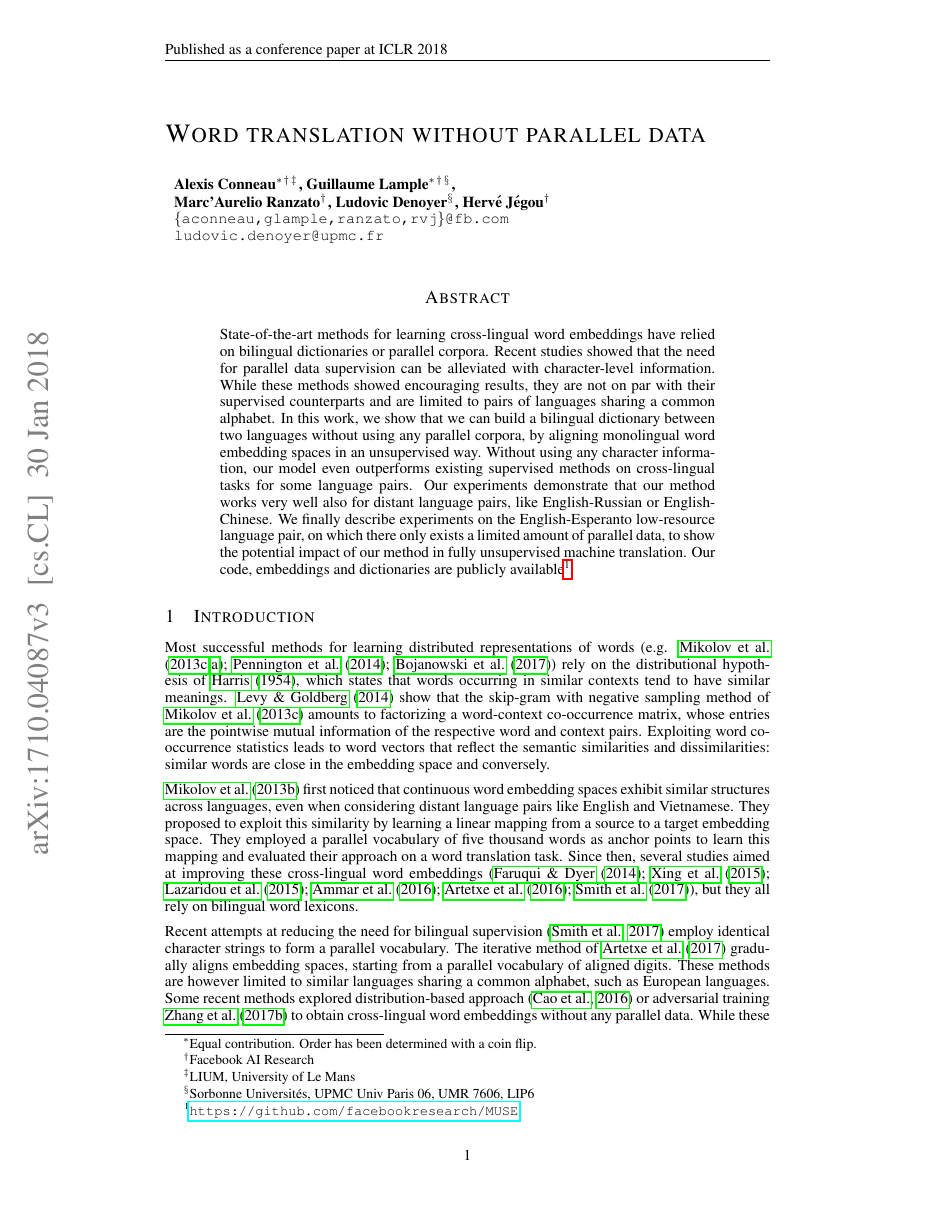 Published as a conference paper at ICLR 2018
WORD TRANSLATION WITHOUT PARALLEL DATA
Alexis Conneau∗†‡, Guillaume Lample∗†§,
Marc'Aurelio Ranzato†, Ludovic Denoyer§, Hervé Jégou†
{aconneau,glample,ranzato,rvj}@fb.com
ludovic.denoyer@upmc.fr
ABSTRACT
State-of-the-art methods for learning cross-lingual word embeddings have relied
on bilingual dictionaries or parallel corpora. Recent studies showed that the need
for parallel data supervision can be alleviated with character-level information.
While these methods showed encouraging results, they are not on par with their
supervised counterparts and are limited to pairs of languages sharing a common
alphabet. In this work, we show that we can build a bilingual dictionary between
two languages without using any parallel corpora, by aligning monolingual word
embedding spaces in an unsupervised way. Without using any character informa-
tion, our model even outperforms existing supervised methods on cross-lingual
tasks for some language pairs. Our experiments demonstrate that our method
works very well also for distant language pairs, like English-Russian or English-
Chinese. We finally describe experiments on the English-Esperanto low-resource
language pair, on which there only exists a limited amount of parallel data, to show
the potential impact of our method in fully unsupervised machine translation. Our
code, embeddings and dictionaries are publicly available1.
1 INTRODUCTION
Most successful methods for learning distributed representations of words (e.g. Mikolov et al.
(2013c;a); Pennington et al. (2014); Bojanowski et al. (2017)) rely on the distributional hypoth-
esis of Harris (1954), which states that words occurring in similar contexts tend to have similar
meanings. Levy & Goldberg (2014) show that the skip-gram with negative sampling method of
Mikolov et al. (2013c) amounts to factorizing a word-context co-occurrence matrix, whose entries
are the pointwise mutual information of the respective word and context pairs. Exploiting word co-
occurrence statistics leads to word vectors that reflect the semantic similarities and dissimilarities:
similar words are close in the embedding space and conversely.
Mikolov et al. (2013b) first noticed that continuous word embedding spaces exhibit similar structures
across languages, even when considering distant language pairs like English and Vietnamese. They
proposed to exploit this similarity by learning a linear mapping from a source to a target embedding
space. They employed a parallel vocabulary of five thousand words as anchor points to learn this
mapping and evaluated their approach on a word translation task. Since then, several studies aimed
at improving these cross-lingual word embeddings (Faruqui & Dyer (2014); Xing et al. (2015);
Lazaridou et al. (2015); Ammar et al. (2016); Artetxe et al. (2016); Smith et al. (2017)), but they all
rely on bilingual word lexicons.
Recent attempts at reducing the need for bilingual supervision (Smith et al., 2017) employ identical
character strings to form a parallel vocabulary. The iterative method of Artetxe et al. (2017) gradu-
ally aligns embedding spaces, starting from a parallel vocabulary of aligned digits. These methods
are however limited to similar languages sharing a common alphabet, such as European languages.
Some recent methods explored distribution-based approach (Cao et al., 2016) or adversarial training
Zhang et al. (2017b) to obtain cross-lingual word embeddings without any parallel data. While these
∗Equal contribution. Order has been determined with a coin flip.
†Facebook AI Research
‡LIUM, University of Le Mans
§Sorbonne Universités, UPMC Univ Paris 06, UMR 7606, LIP6
1https://github.com/facebookresearch/MUSE
1
arXiv:1710.04087v3 [cs.CL] 30 Jan 2018